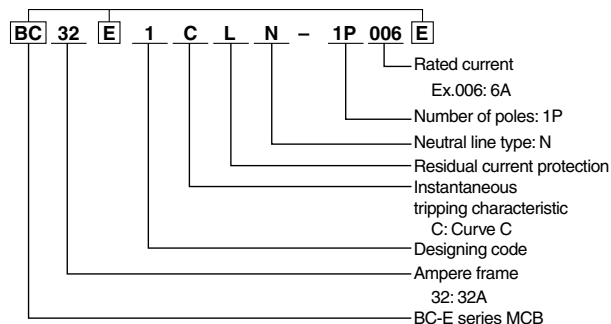 BC 32 E 1 C L N – 1P 006 E
Rated current
Ex.006: 6A
Number of poles: 1P
Neutral line type: N
Residual current protection
Instantaneous
tripping characteristic
C: Curve C
Designing code
Ampere frame
32: 32A
BC-E series MCB